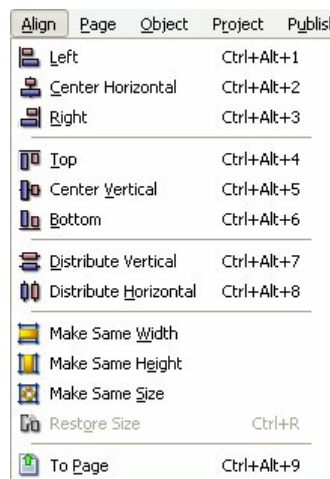 Align Page Object Project Publis
Left Ctrl+Alt+1
Center Horizontal Ctrl+Alt+2
Right Ctrl+Alt+3
Top Ctrl+Alt+4
Center Vertical Ctrl+Alt+5
Bottom Ctrl+Alt+6
Distribute Vertical Ctrl+Alt+7
Distribute Horizontal Ctrl+Alt+8
Make Same Width
Make Same Height
Make Same Size
Restore Size Ctrl+R
To Page Ctrl+Alt+9